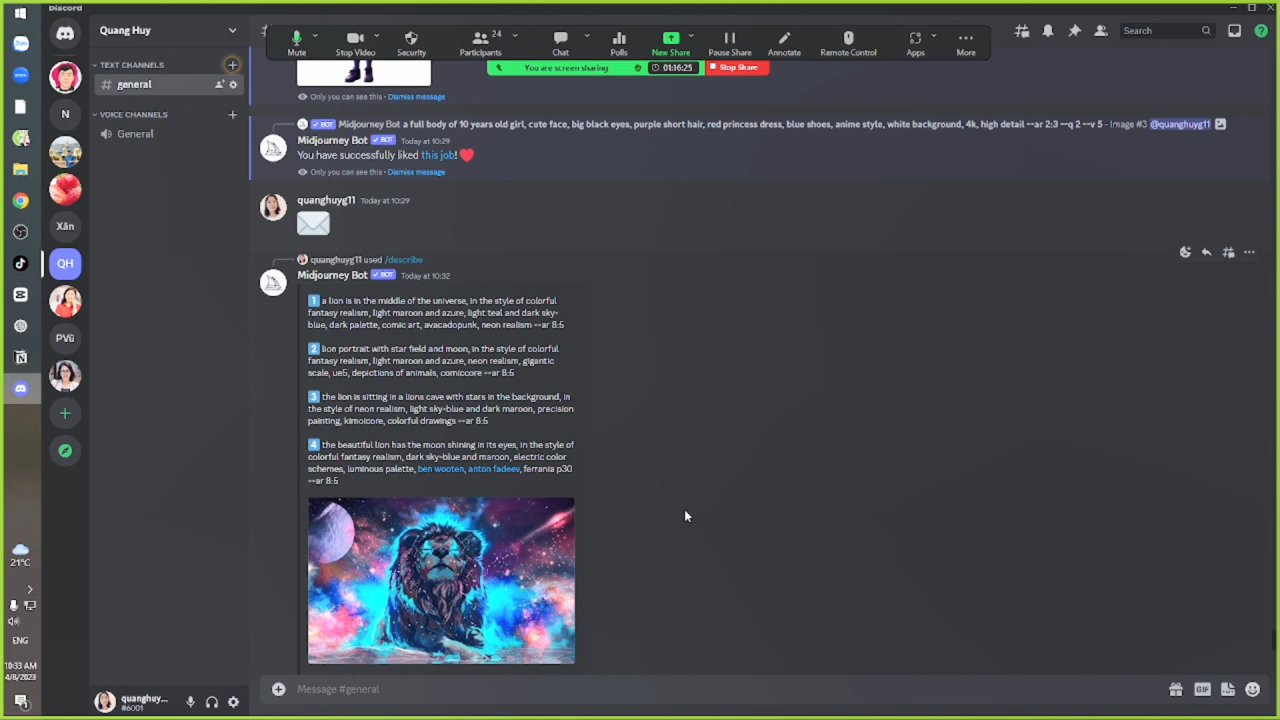 Discord
Quang Huy
Mute
Stop Video
Security
Participants
24
Chat
Polls
New Share
Pause Share
Annotate
Remote Control
Apps
More
Search
You are screen sharing
01:16:25
Stop Share
TEXT CHANNELS
general
VOICE CHANNELS
General
N
Xân
QH
PVũ
Only you can see this • Dismiss message
BOT Midjourney Bot a full body of 10 years old girl, cute face, big black eyes, purple short hair, red princess dress, blue shoes, anime style, white background, 4k, high detail --ar 2:3 --q 2 --v 5 - Image #3 @quanghuyg11
Midjourney Bot BOT Today at 10:29
You have successfully liked this job!
Only you can see this • Dismiss message
quanghuyg11 Today at 10:29
quanghuyg11 used /describe
Midjourney Bot BOT Today at 10:32
1 a lion is in the middle of the universe, in the style of colorful
fantasy realism, light maroon and azure, light teal and dark sky-
blue, dark palette, comic art, avacadopunk, neon realism --ar 8:5
2 lion portrait with star field and moon, in the style of colorful
fantasy realism, light maroon and azure, neon realism, gigantic
scale, ue5, depictions of animals, comiccore --ar 8:5
3 the lion is sitting in a lions cave with stars in the background, in
the style of neon realism, light sky-blue and dark maroon, precision
painting, kimoicore, colorful drawings --ar 8:5
4 the beautiful lion has the moon shining in its eyes, in the style of
colorful fantasy realism, dark sky-blue and maroon, electric color
schemes, luminous palette, ben wooten, anton fadeev, ferrania p30
--ar 8:5
Message #general
GIF
quanghuy...
#6001
21°C
ENG
10:33 AM
4/8/2023